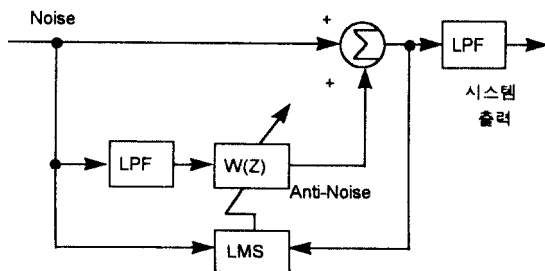 Noise
+
Σ
LPF
+
시스템
출력
LPF
W(Z)
Anti-Noise
LMS